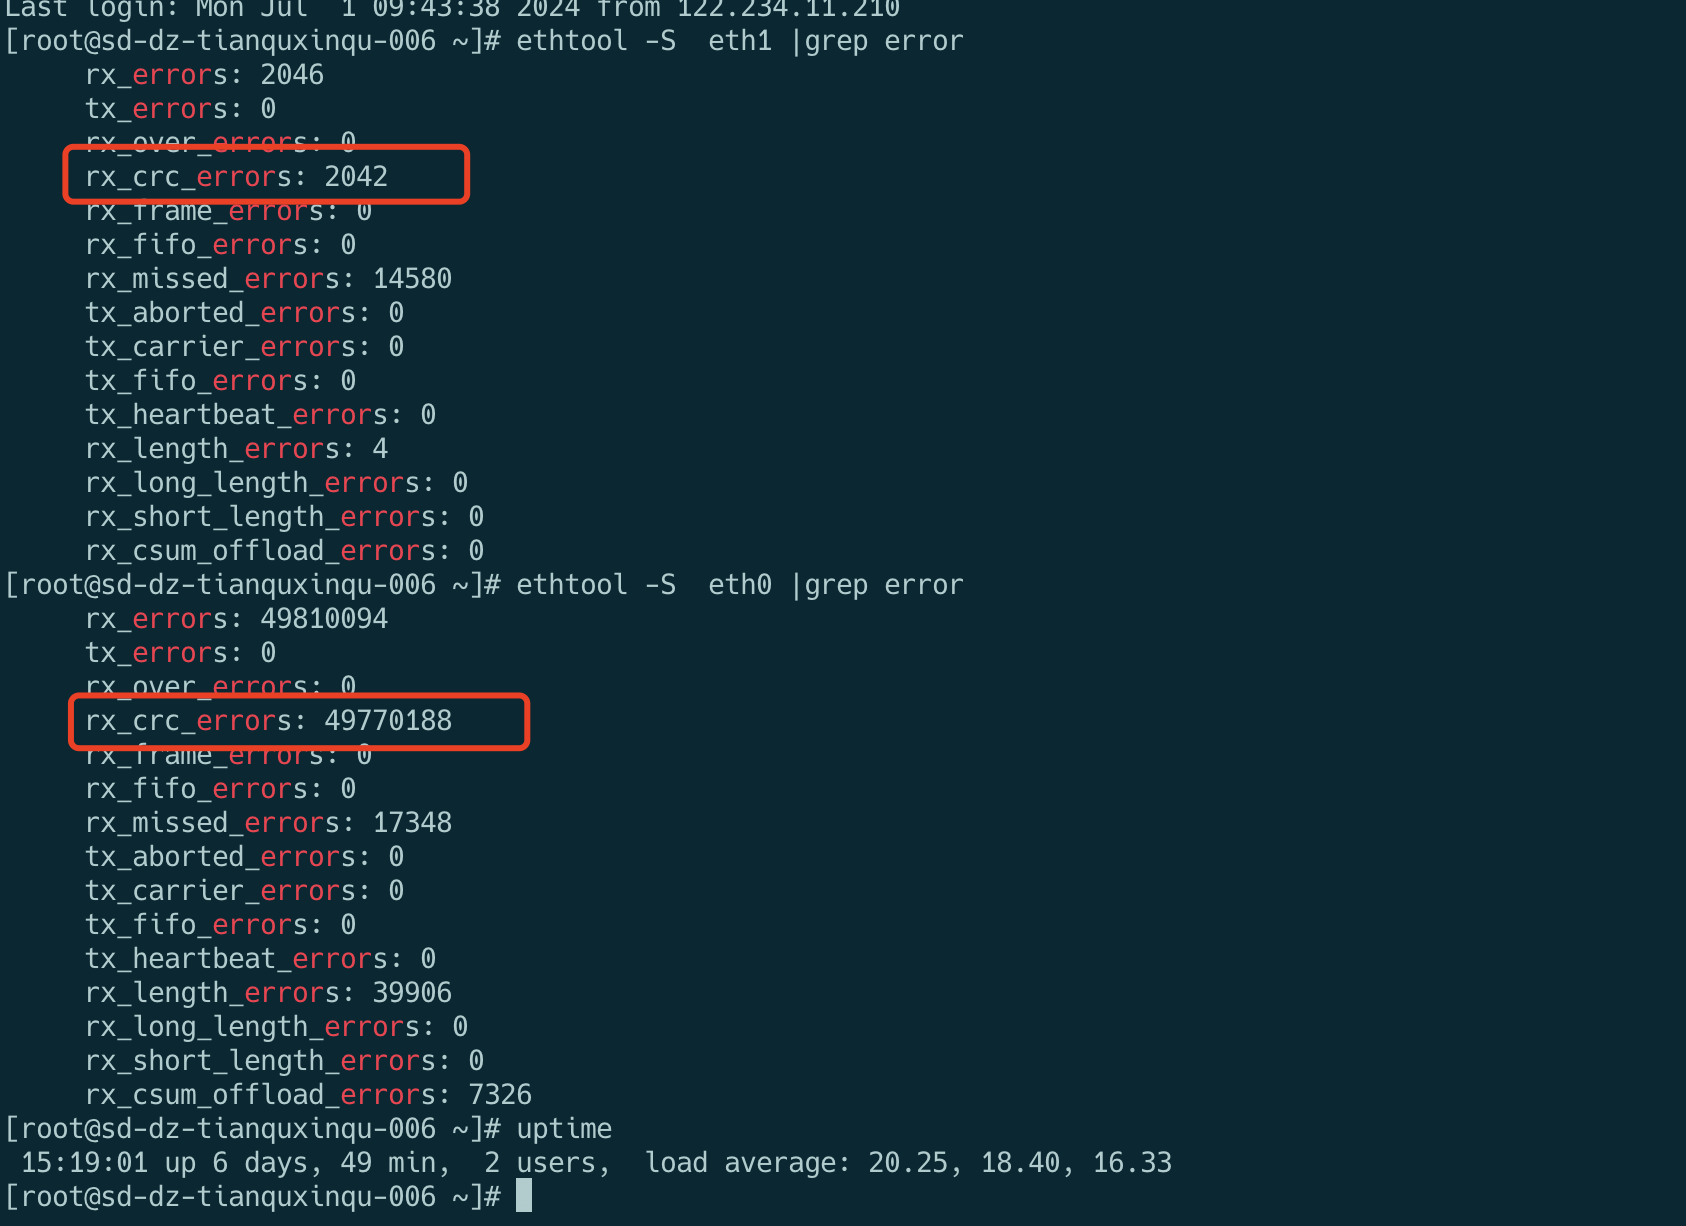 Last login: Mon Jul  1 09:43:38 2024 from 122.234.11.210
[root@sd-dz-tianquxinqu-006 ~]# ethtool -S  eth1 |grep error
     rx_errors: 2046
     tx_errors: 0
     rx_over_errors: 0
     rx_crc_errors: 2042
     rx_frame_errors: 0
     rx_fifo_errors: 0
     rx_missed_errors: 14580
     tx_aborted_errors: 0
     tx_carrier_errors: 0
     tx_fifo_errors: 0
     tx_heartbeat_errors: 0
     rx_length_errors: 4
     rx_long_length_errors: 0
     rx_short_length_errors: 0
     rx_csum_offload_errors: 0
[root@sd-dz-tianquxinqu-006 ~]# ethtool -S  eth0 |grep error
     rx_errors: 49810094
     tx_errors: 0
     rx_over_errors: 0
     rx_crc_errors: 49770188
     rx_frame_errors: 0
     rx_fifo_errors: 0
     rx_missed_errors: 17348
     tx_aborted_errors: 0
     tx_carrier_errors: 0
     tx_fifo_errors: 0
     tx_heartbeat_errors: 0
     rx_length_errors: 39906
     rx_long_length_errors: 0
     rx_short_length_errors: 0
     rx_csum_offload_errors: 7326
[root@sd-dz-tianquxinqu-006 ~]# uptime
 15:19:01 up 6 days, 49 min,  2 users,  load average: 20.25, 18.40, 16.33
[root@sd-dz-tianquxinqu-006 ~]#